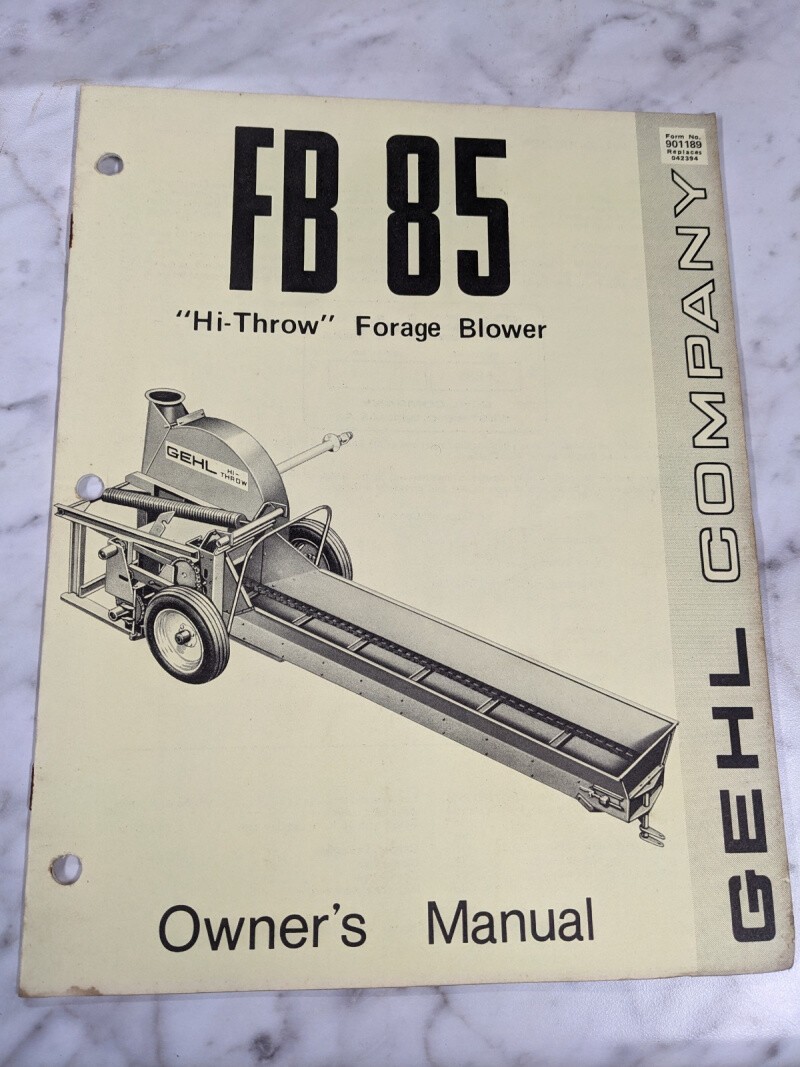 FB 85
"Hi-Throw" Forage Blower
Form No.
901189
Replaces
042394
GEHL COMPANY
GEHL HI-
THROW
Owner's Manual